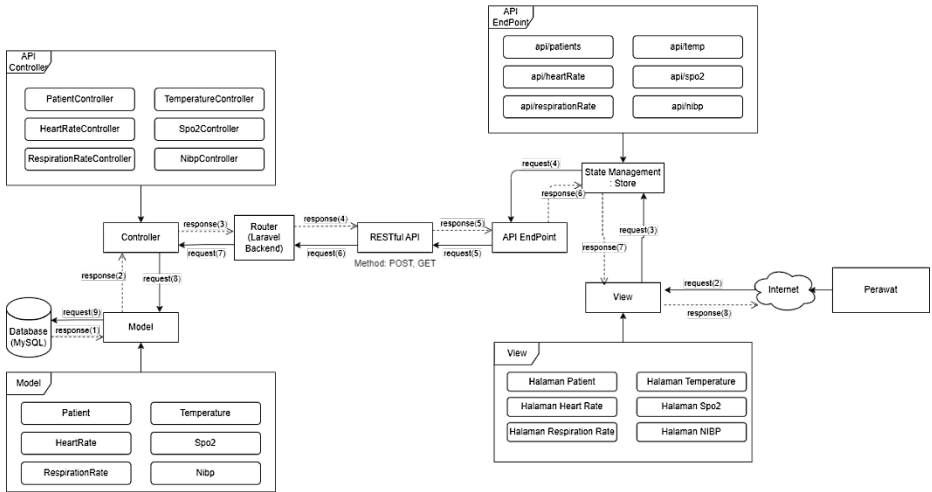 API
EndPoint
api/patients
api/temp
api/heartRate
api/spo2
api/respirationRate
api/nibp
API
Controller
PatientController
TemperatureController
HeartRateController
Spo2Controller
RespirationRateController
NibpController
request(4)
State Management
: Store
response(6)
response(3)
response(4)
response(5)
request(3)
Controller
Router
(Laravel
Backend)
RESTful API
API EndPoint
response(7)
request(7)
request(6)
request(5)
Method: POST, GET
response(2)
request(8)
request(2)
Internet
Perawat
View
response(8)
request(9)
Database
(MySQL)
response(1)
Model
View
Halaman Patient
Halaman Temperature
Halaman Heart Rate
Halaman Spo2
Halaman Respiration Rate
Halaman NIBP
Model
Patient
Temperature
HeartRate
Spo2
RespirationRate
Nibp